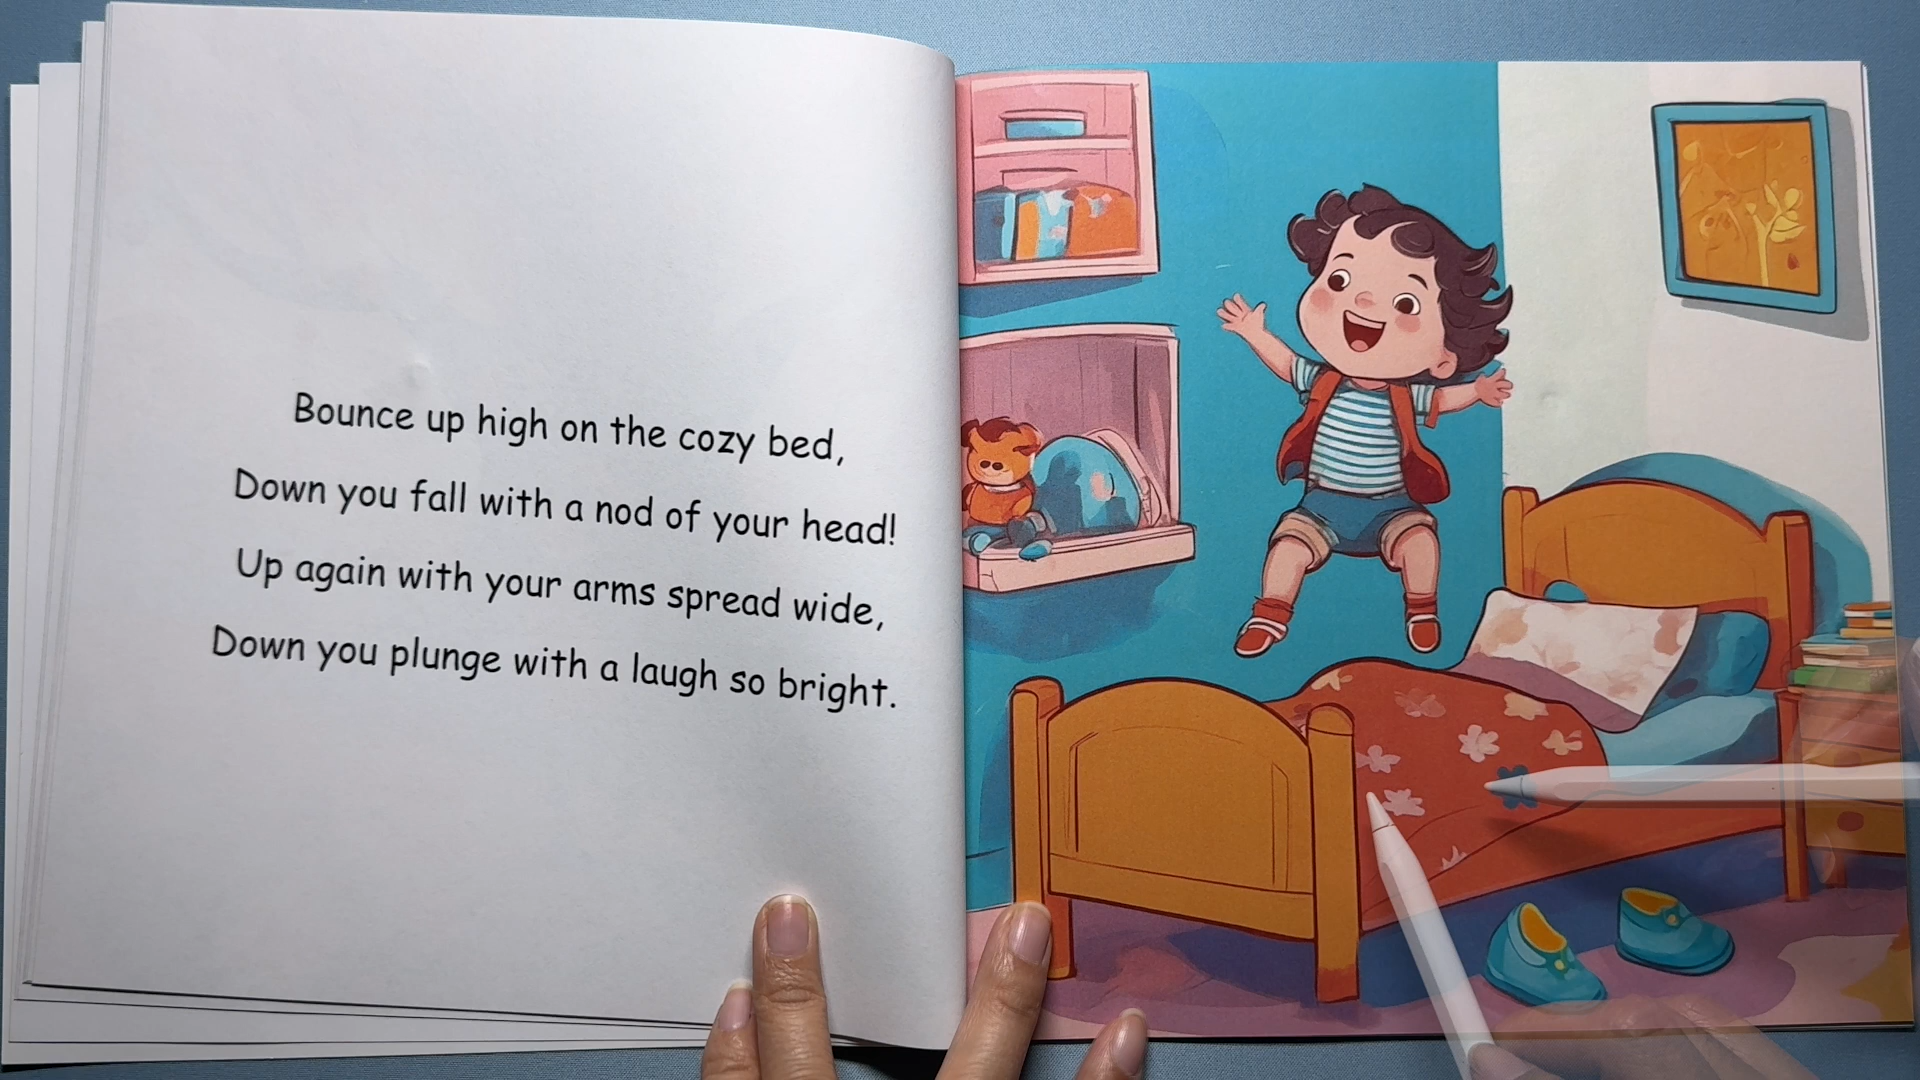 Bounce up high on the cozy bed,
Down you fall with a nod of your head!
Up again with your arms spread wide,
Down you plunge with a laugh so bright.